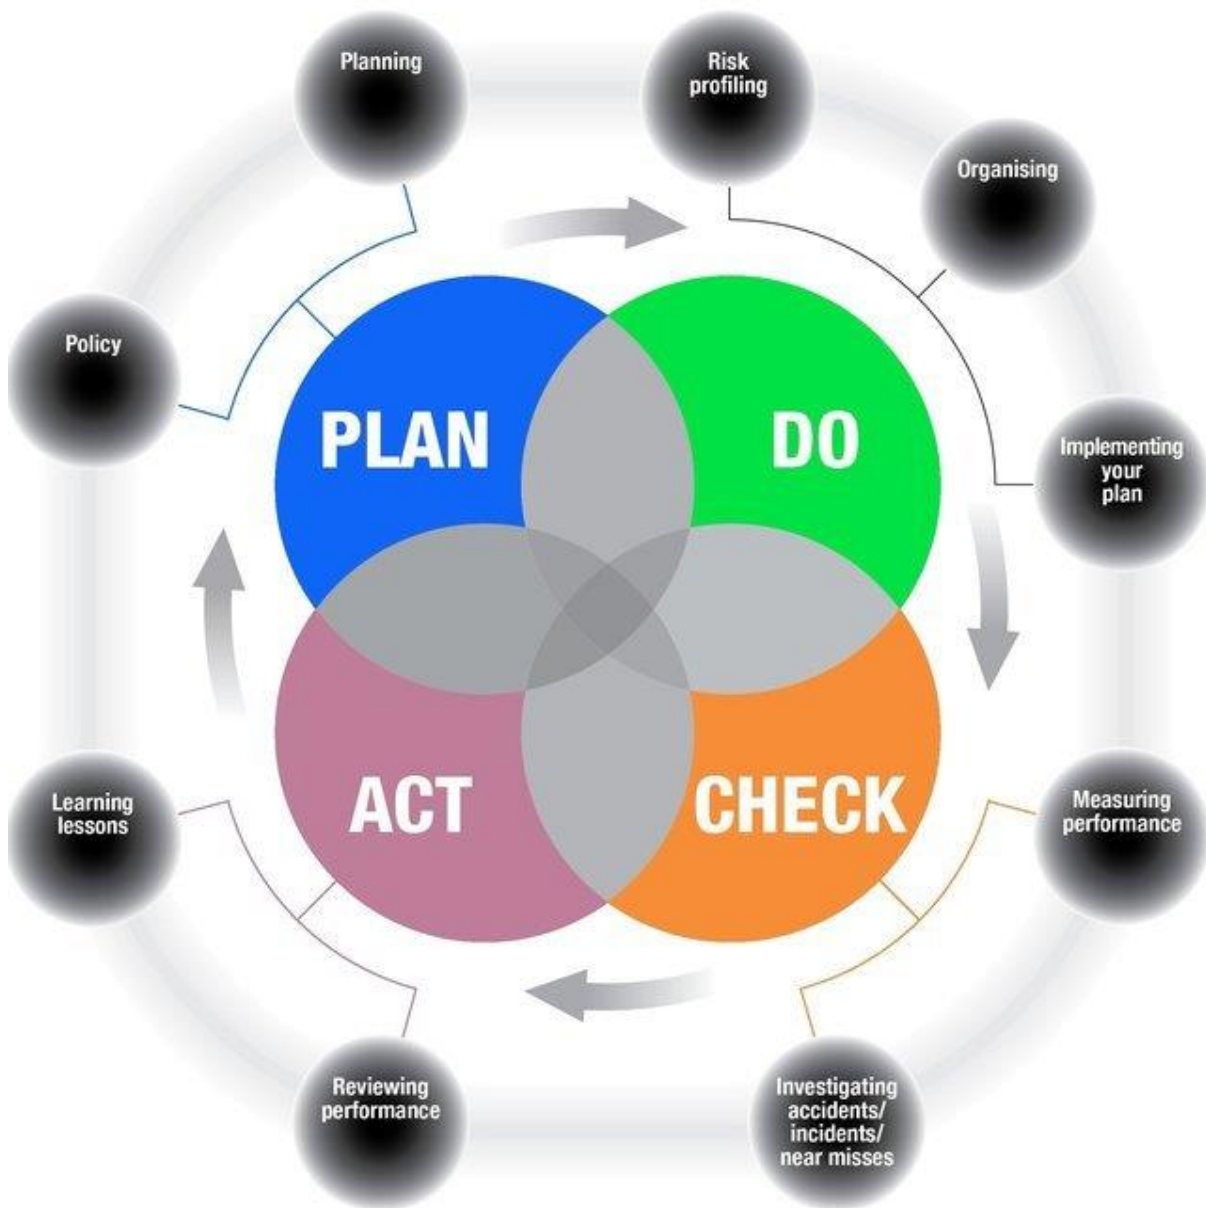 Planning
Risk
profiling
Organising
Policy
PLAN
DO
Implementing
your
plan
ACT
CHECK
Learning
lessons
Measuring
performance
Reviewing
performance
Investigating
accidents/
incidents/
near misses